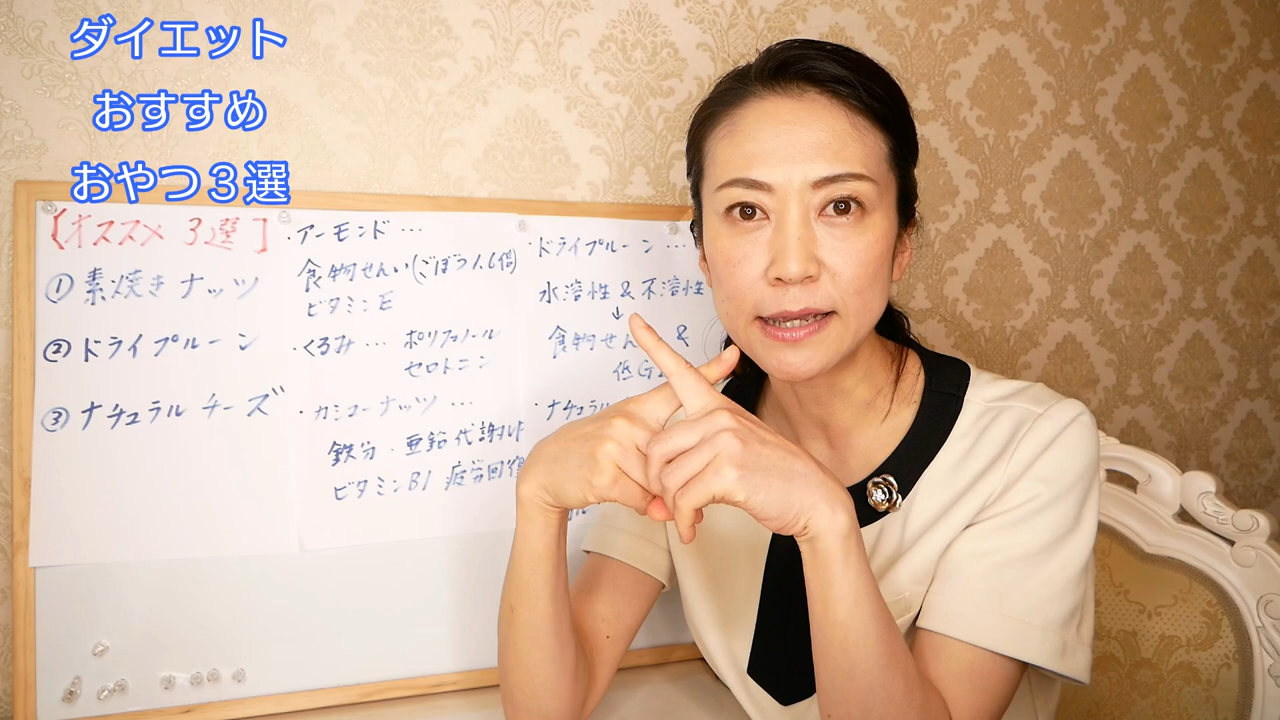 ダイエット
おすすめ
おやつ３選
【オススメ 3選】
① 素焼き ナッツ
② ドライプルーン
③ ナチュラル チーズ
・アーモンド …
食物せんい(ごぼう1.6倍)
ビタミンE
・くるみ … ポリフェノール
セロトニン
・カシューナッツ …
鉄分・亜鉛 代謝UP
ビタミンB1 疲労回復
・ドライプルーン …
水溶性 & 不溶性
↓
食物せん &
低G
・ナチュラル